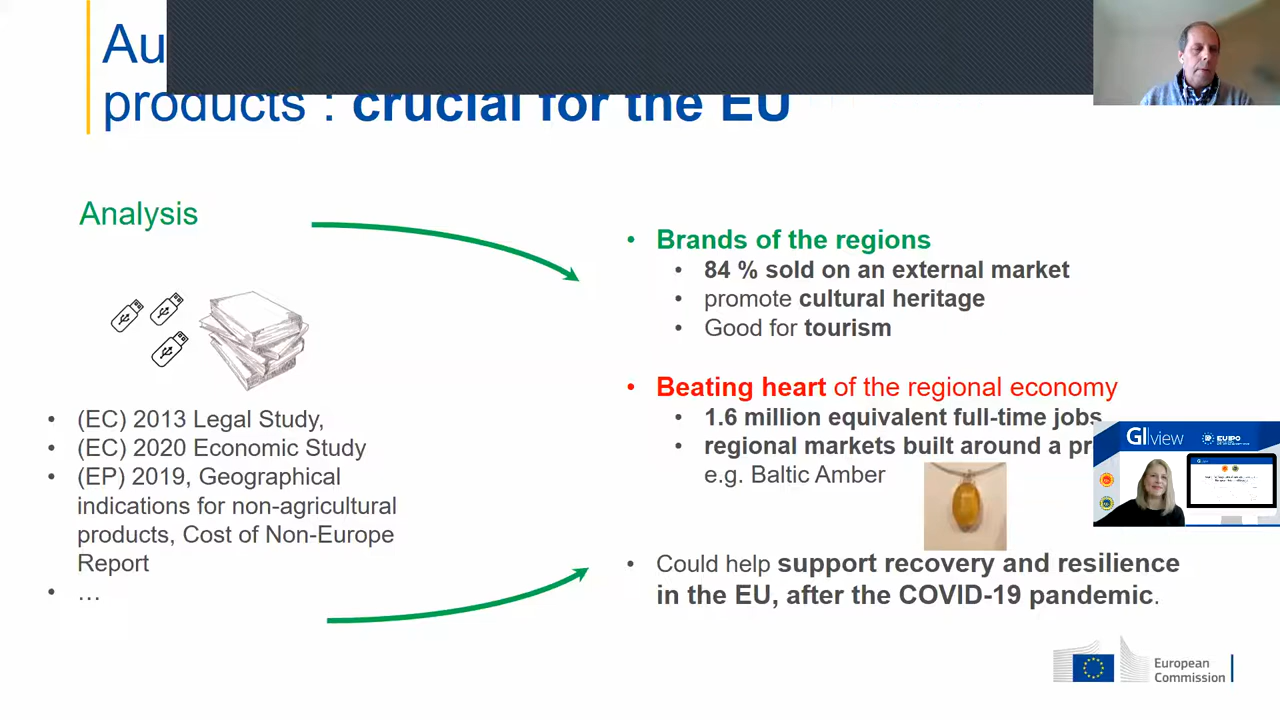 Au
products : crucial for the EU
Analysis
• (EC) 2013 Legal Study,
• (EC) 2020 Economic Study
• (EP) 2019, Geographical
indications for non-agricultural
products, Cost of Non-Europe
Report
• …
• Brands of the regions
• 84 % sold on an external market
• promote cultural heritage
• Good for tourism
• Beating heart of the regional economy
• 1.6 million equivalent full-time jobs
• regional markets built around a pr
e.g. Baltic Amber
• Could help support recovery and resilience
in the EU, after the COVID-19 pandemic.
GIview
EUIPO
European
Commission